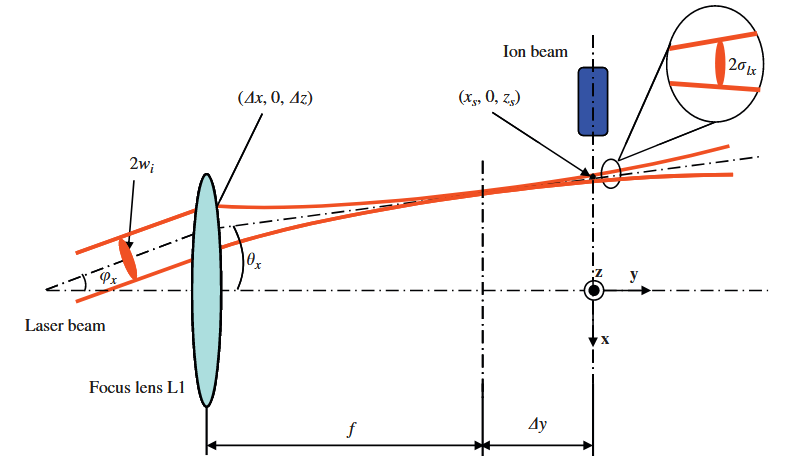 Ion beam
2σlx
(Δx, 0, Δz)
(xs, 0, zs)
2wi
φx
θx
z
y
Laser beam
x
Focus lens L1
f
Δy